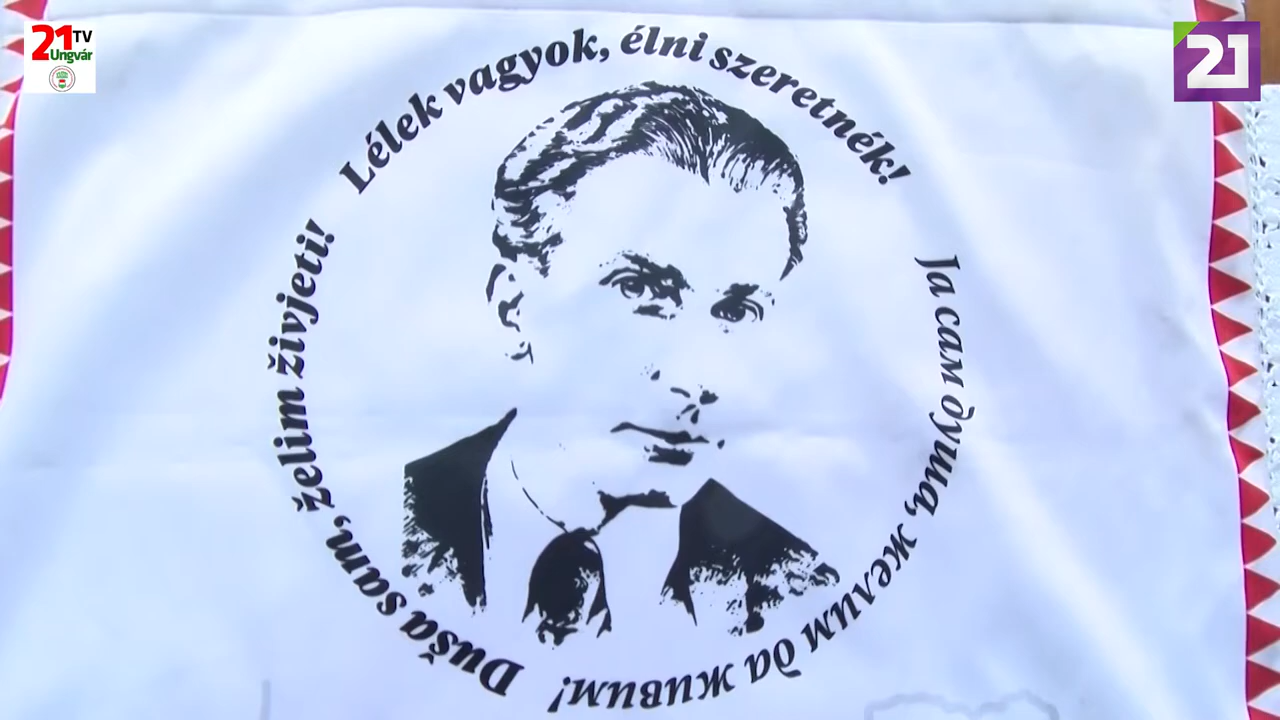 21 TV
Ungvár
21
Lélek vagyok, élni szeretnék!
Ja сам душа, желим да живим!
Duša sam, želim živjeti!